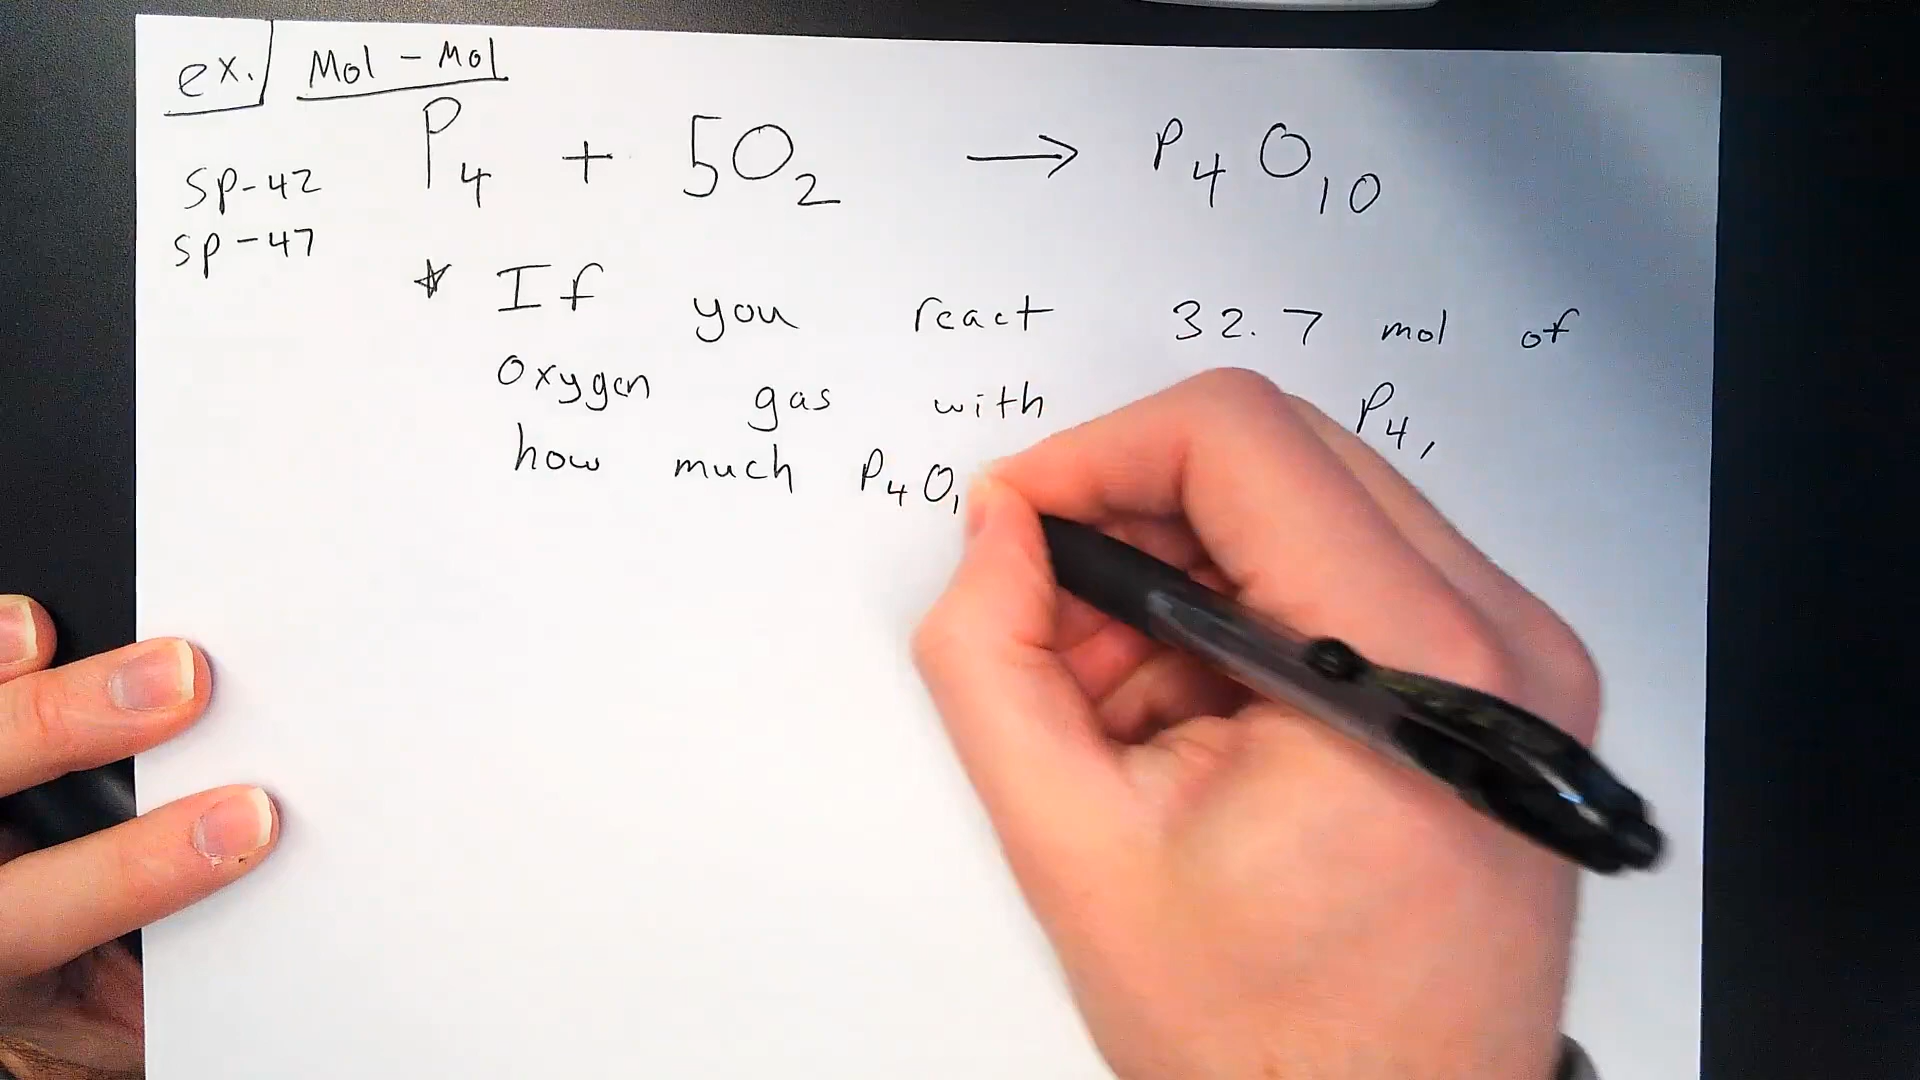 ex. Mol - Mol
P₄ + 5O₂ → P₄O₁₀
SP-42
SP-47
* If you react 32.7 mol of
oxygen gas with P₄,
how much P₄O₁